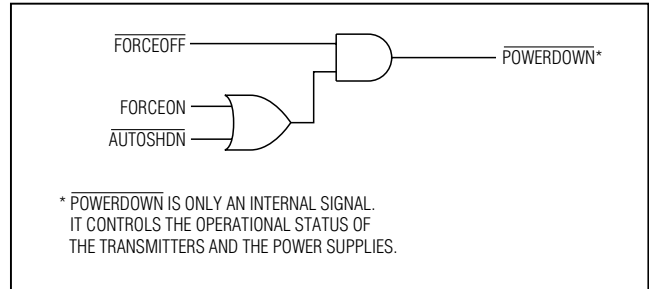 FORCEOFF
POWERDOWN*
FORCEON
AUTOSHDN
* POWERDOWN IS ONLY AN INTERNAL SIGNAL.
IT CONTROLS THE OPERATIONAL STATUS OF
THE TRANSMITTERS AND THE POWER SUPPLIES.